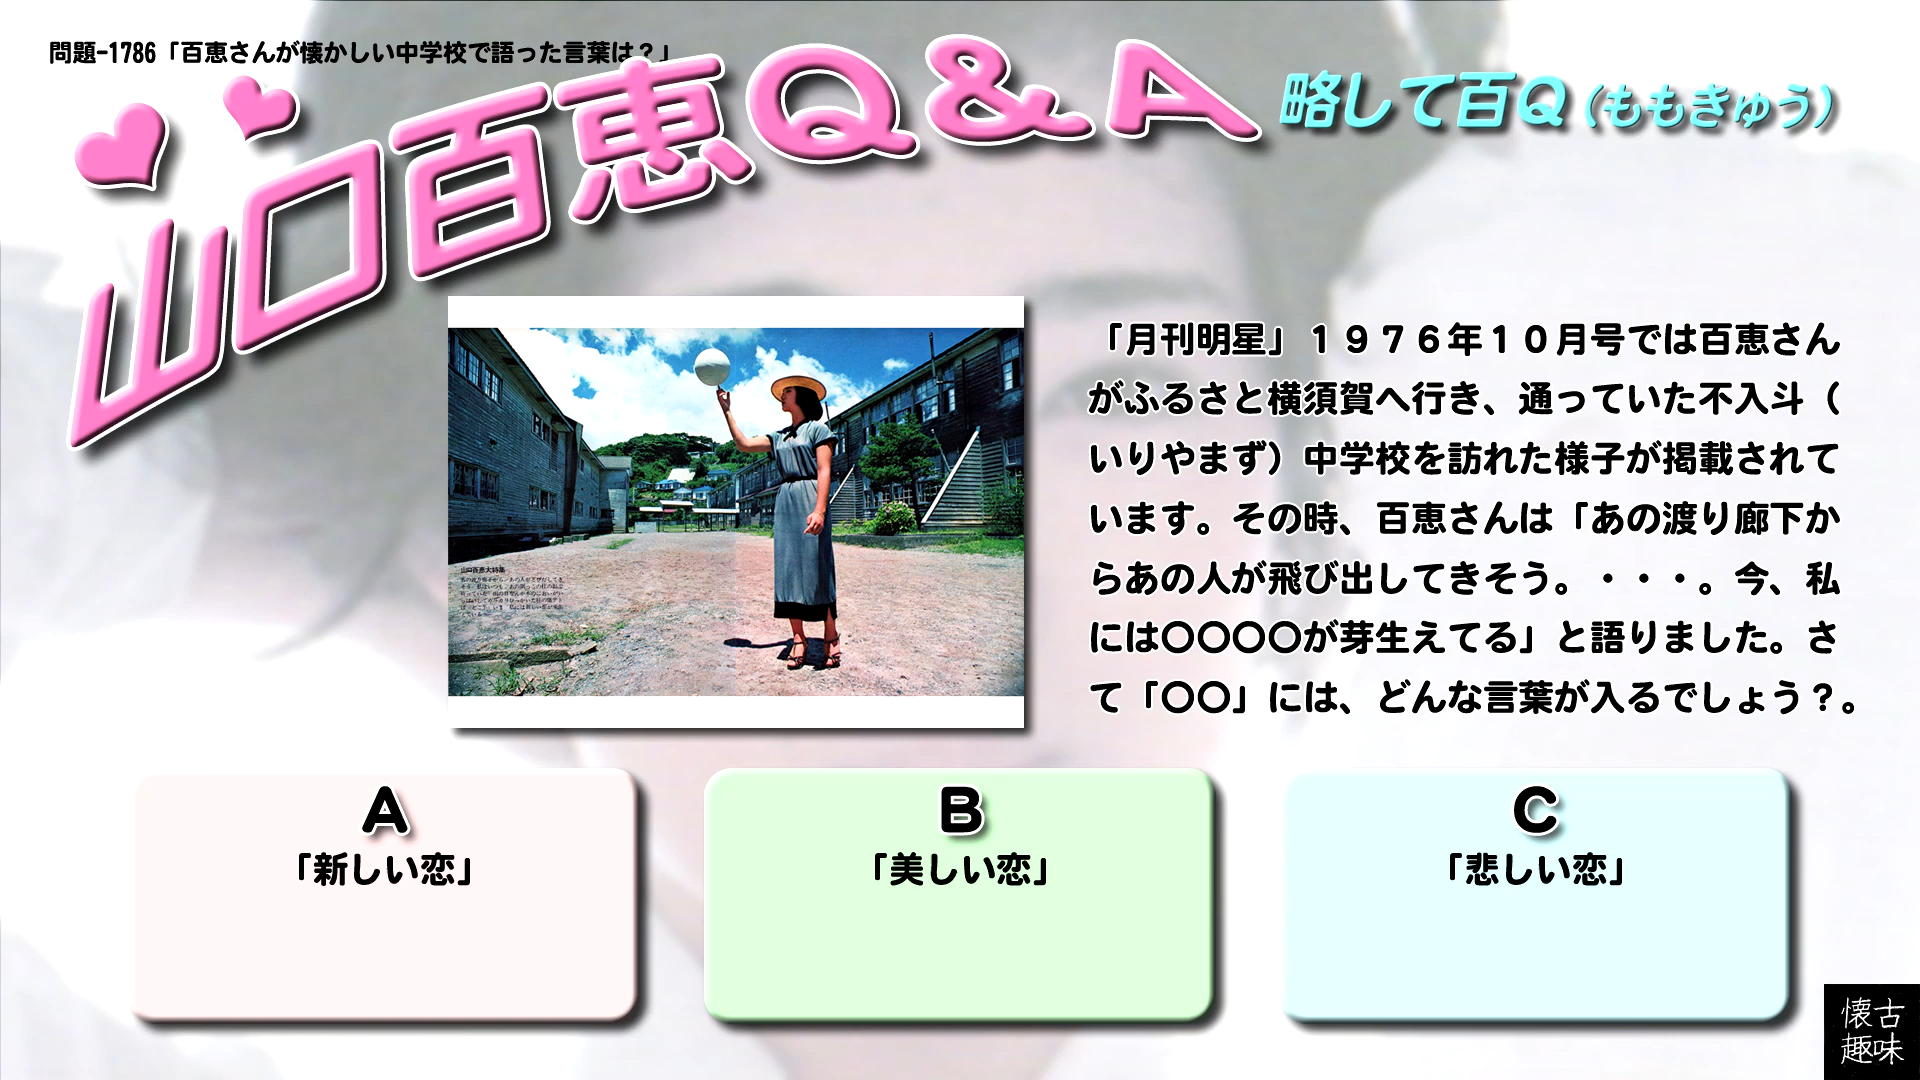 問題-1786「百恵さんが懐かしい中学校で語った言葉は？」
山口百恵Q&A
略して百Q（ももきゅう）
「月刊明星」１９７６年１０月号では百恵さん
がふるさと横須賀へ行き、通っていた不入斗（
いりやまず）中学校を訪れた様子が掲載されて
います。その時、百恵さんは「あの渡り廊下か
らあの人が飛び出してきそう。・・・。今、私
には〇〇〇〇が芽生えてる」と語りました。さ
て「〇〇」には、どんな言葉が入るでしょう？。
山口百恵大特集
A
「新しい恋」
B
「美しい恋」
C
「悲しい恋」
懐古
趣味